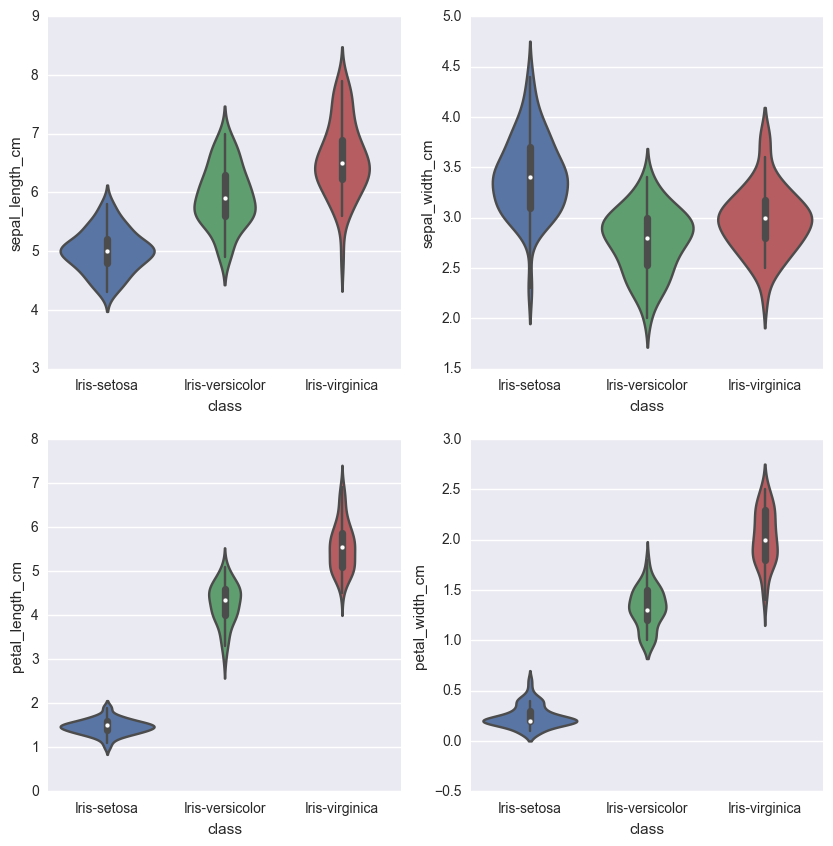 9
8
7
6
5
4
3
sepal_length_cm
Iris-setosa Iris-versicolor Iris-virginica
class
5.0
4.5
4.0
3.5
3.0
2.5
2.0
1.5
sepal_width_cm
Iris-setosa Iris-versicolor Iris-virginica
class
8
7
6
5
4
3
2
1
0
petal_length_cm
Iris-setosa Iris-versicolor Iris-virginica
class
3.0
2.5
2.0
1.5
1.0
0.5
0.0
−0.5
petal_width_cm
Iris-setosa Iris-versicolor Iris-virginica
class